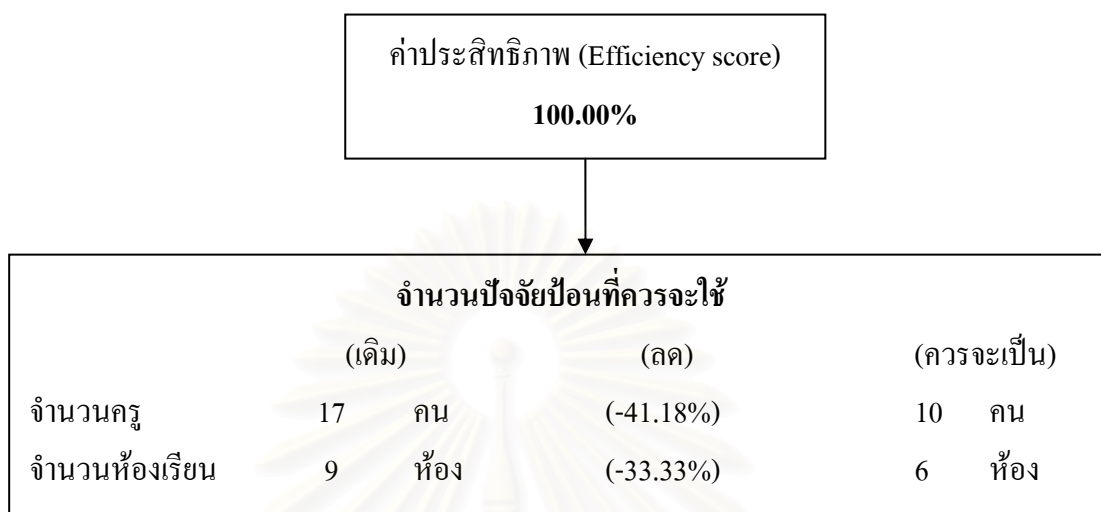 ค่าประสิทธิภาพ (Efficiency score)
100.00%
จำนวนปัจจัยป้อนที่ควรจะใช้
(เดิม) (ลด) (ควรจะเป็น)
จำนวนครู 17 คน (-41.18%) 10 คน
จำนวนห้องเรียน 9 ห้อง (-33.33%) 6 ห้อง